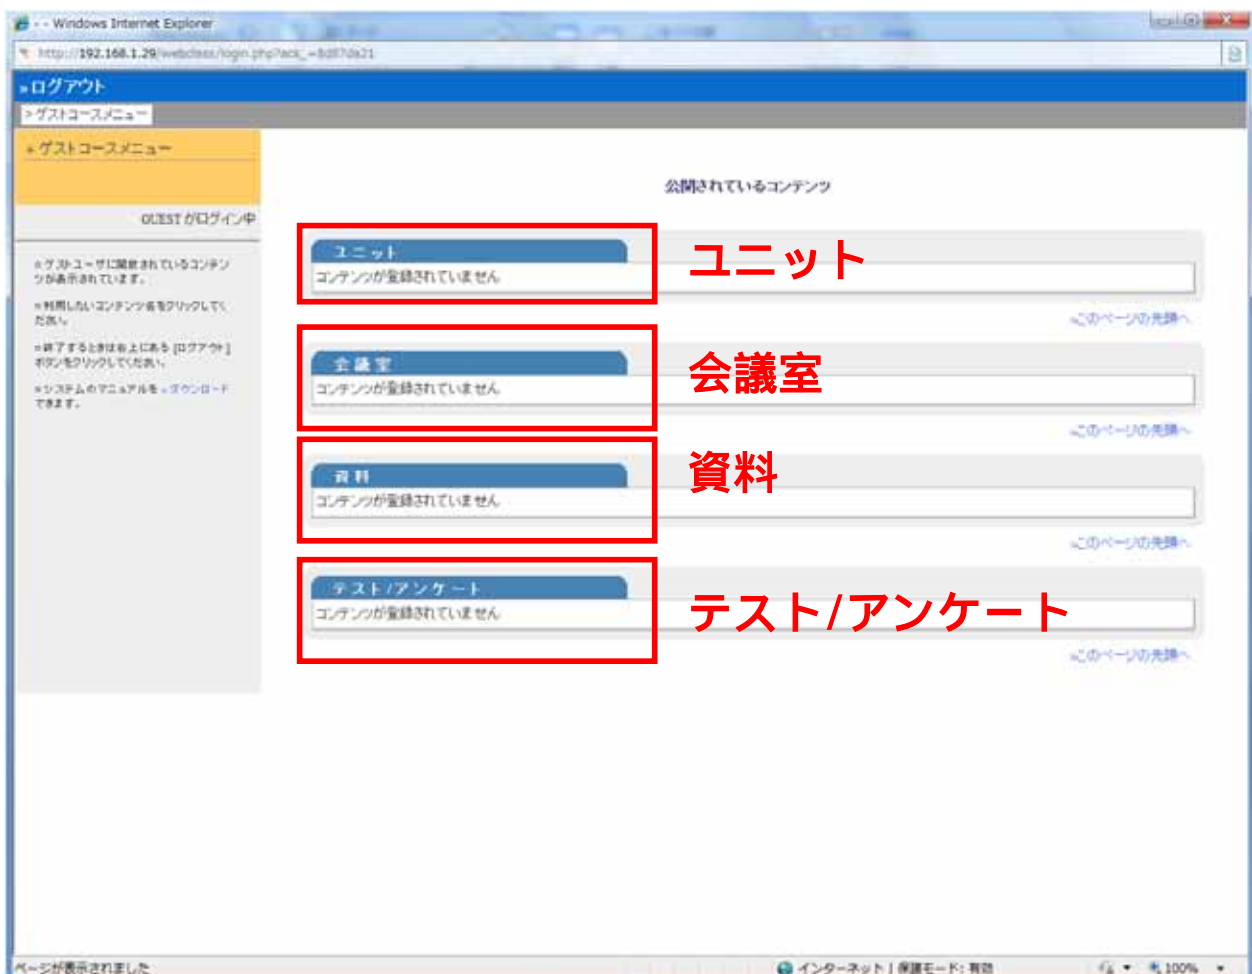 - - Windows Internet Explorer
http://192.168.1.29/webclass/login.php?ack_=8d87da21
»ログアウト
>ゲストコースメニュー
» ゲストコースメニュー
GUEST がログイン中
»ゲストユーザに開放されているコンテン
ツが表示されています。
»利用したいコンテンツ名をクリックしてく
ださい。
»終了するときは右上にある [ログアウト]
ボタンをクリックしてください。
»システムのマニュアルを »ダウンロード
できます。
公開されているコンテンツ
ユニット
ユニット
コンテンツが登録されていません
»このページの先頭へ
会議室
会議室
コンテンツが登録されていません
»このページの先頭へ
資料
資料
コンテンツが登録されていません
»このページの先頭へ
テスト/アンケート
テスト/アンケート
コンテンツが登録されていません
»このページの先頭へ
ページが表示されました
インターネット | 保護モード: 有効
100%